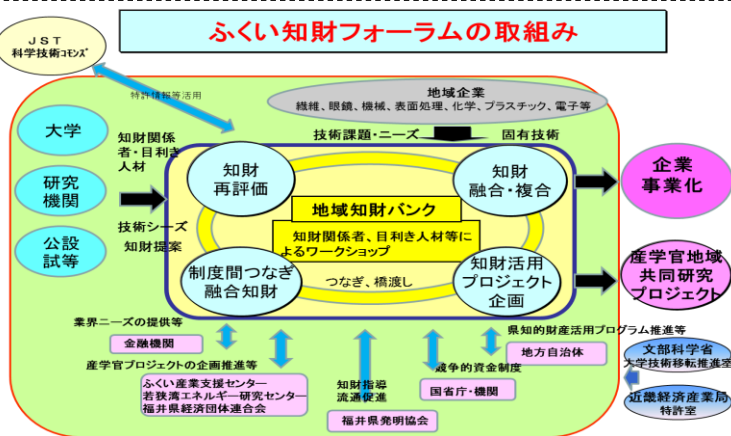 ふくい知財フォーラムの取組み
JST
科学技術コモンズ
特許情報等活用
地域企業
繊維、眼鏡、機械、表面処理、化学、プラスチック、電子等
大学
知財関係
者・目利き
人材
技術課題・ニーズ
固有技術
研究
機関
知財
再評価
知財
融合・複合
企業
事業化
地域知財バンク
知財関係者、目利き人材等に
よるワークショップ
技術シーズ
知財提案
公設
試等
制度間つなぎ
融合知財
つなぎ、橋渡し
知財活用
プロジェクト
企画
産学官地域
共同研究
プロジェクト
業界ニーズの提供等
金融機関
県知的財産活用プログラム推進等
地方自治体
産学官プロジェクトの企画推進等
ふくい産業支援センター
若狭湾エネルギー研究センター
福井県経済団体連合会
知財指導
流通促進
福井県発明協会
競争的資金制度
国省庁・機関
文部科学省
大学技術移転推進室
近畿経済産業局
特許室